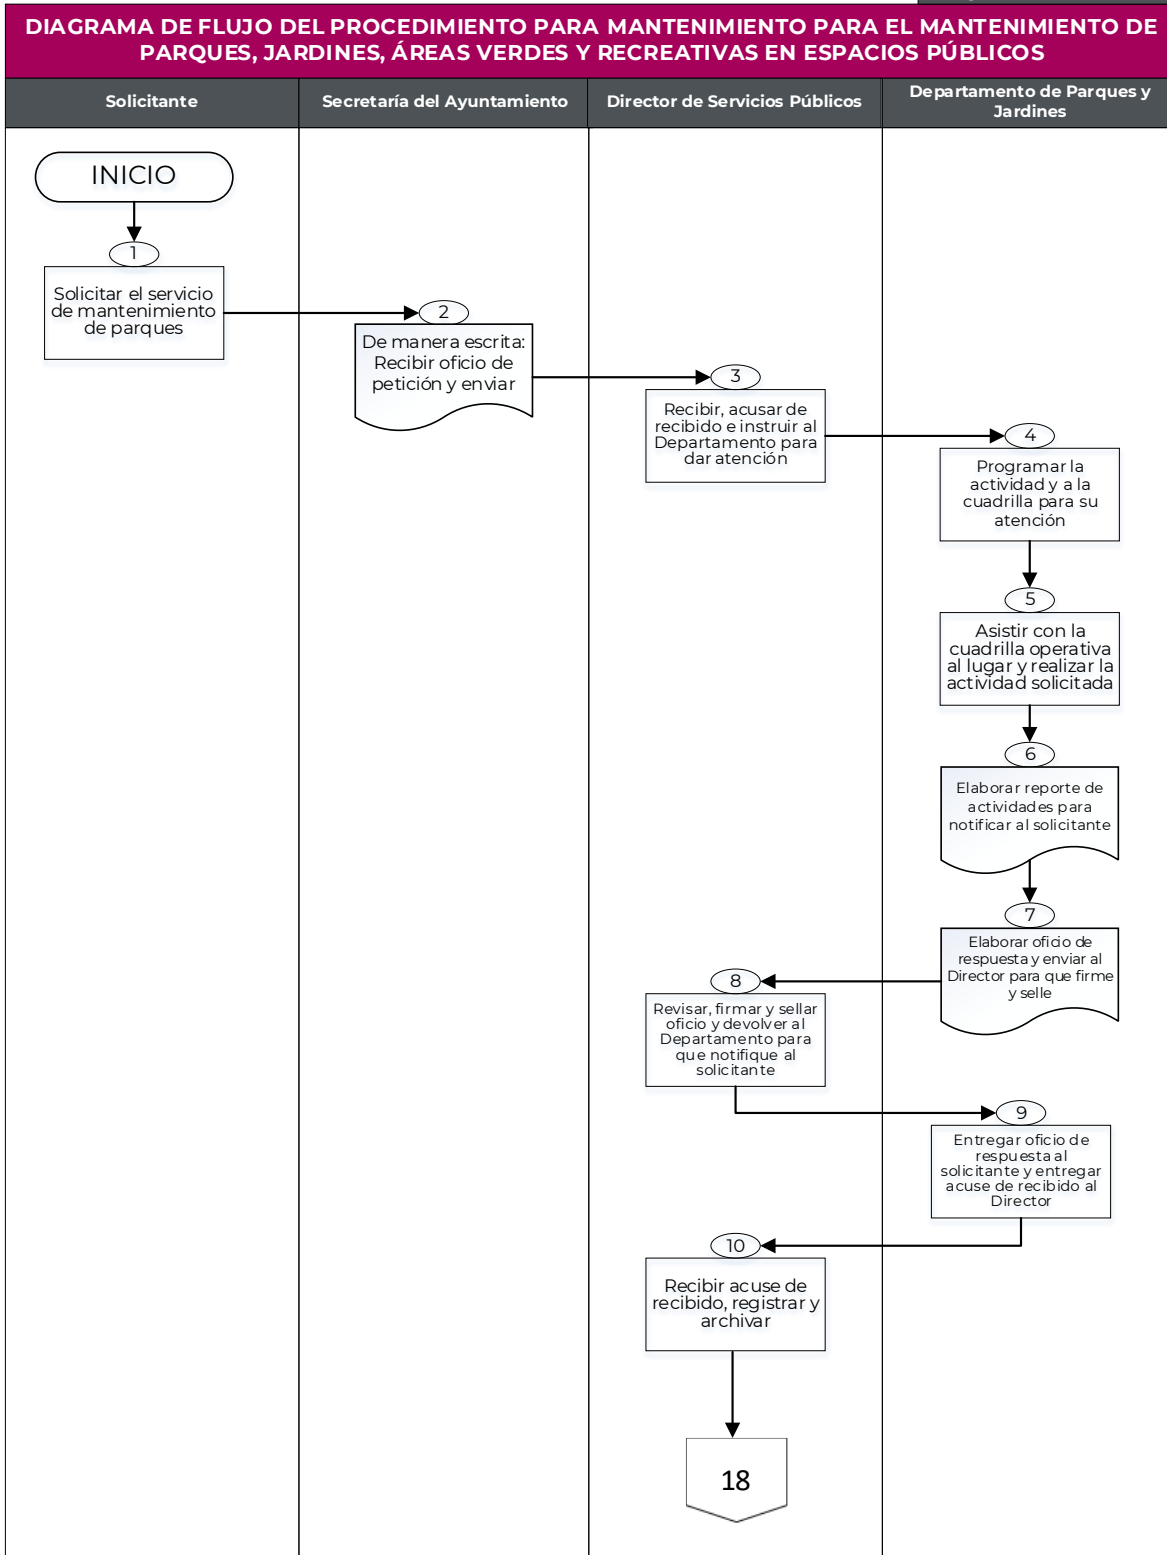 DIAGRAMA DE FLUJO DEL PROCEDIMIENTO PARA MANTENIMIENTO PARA EL MANTENIMIENTO DE
PARQUES, JARDINES, ÁREAS VERDES Y RECREATIVAS EN ESPACIOS PÚBLICOS
Solicitante
Secretaría del Ayuntamiento
Director de Servicios Públicos
Departamento de Parques y
Jardines
INICIO
1
Solicitar el servicio
de mantenimiento
de parques
2
De manera escrita:
Recibir oficio de
petición y enviar
3
Recibir, acusar de
recibido e instruir al
Departamento para
dar atención
4
Programar la
actividad y a la
cuadrilla para su
atención
5
Asistir con la
cuadrilla operativa
al lugar y realizar la
actividad solicitada
6
Elaborar reporte de
actividades para
notificar al solicitante
7
Elaborar oficio de
respuesta y enviar al
Director para que firme
y selle
8
Revisar, firmar y sellar
oficio y devolver al
Departamento para
que notifique al
solicitante
9
Entregar oficio de
respuesta al
solicitante y entregar
acuse de recibido al
Director
10
Recibir acuse de
recibido, registrar y
archivar
18